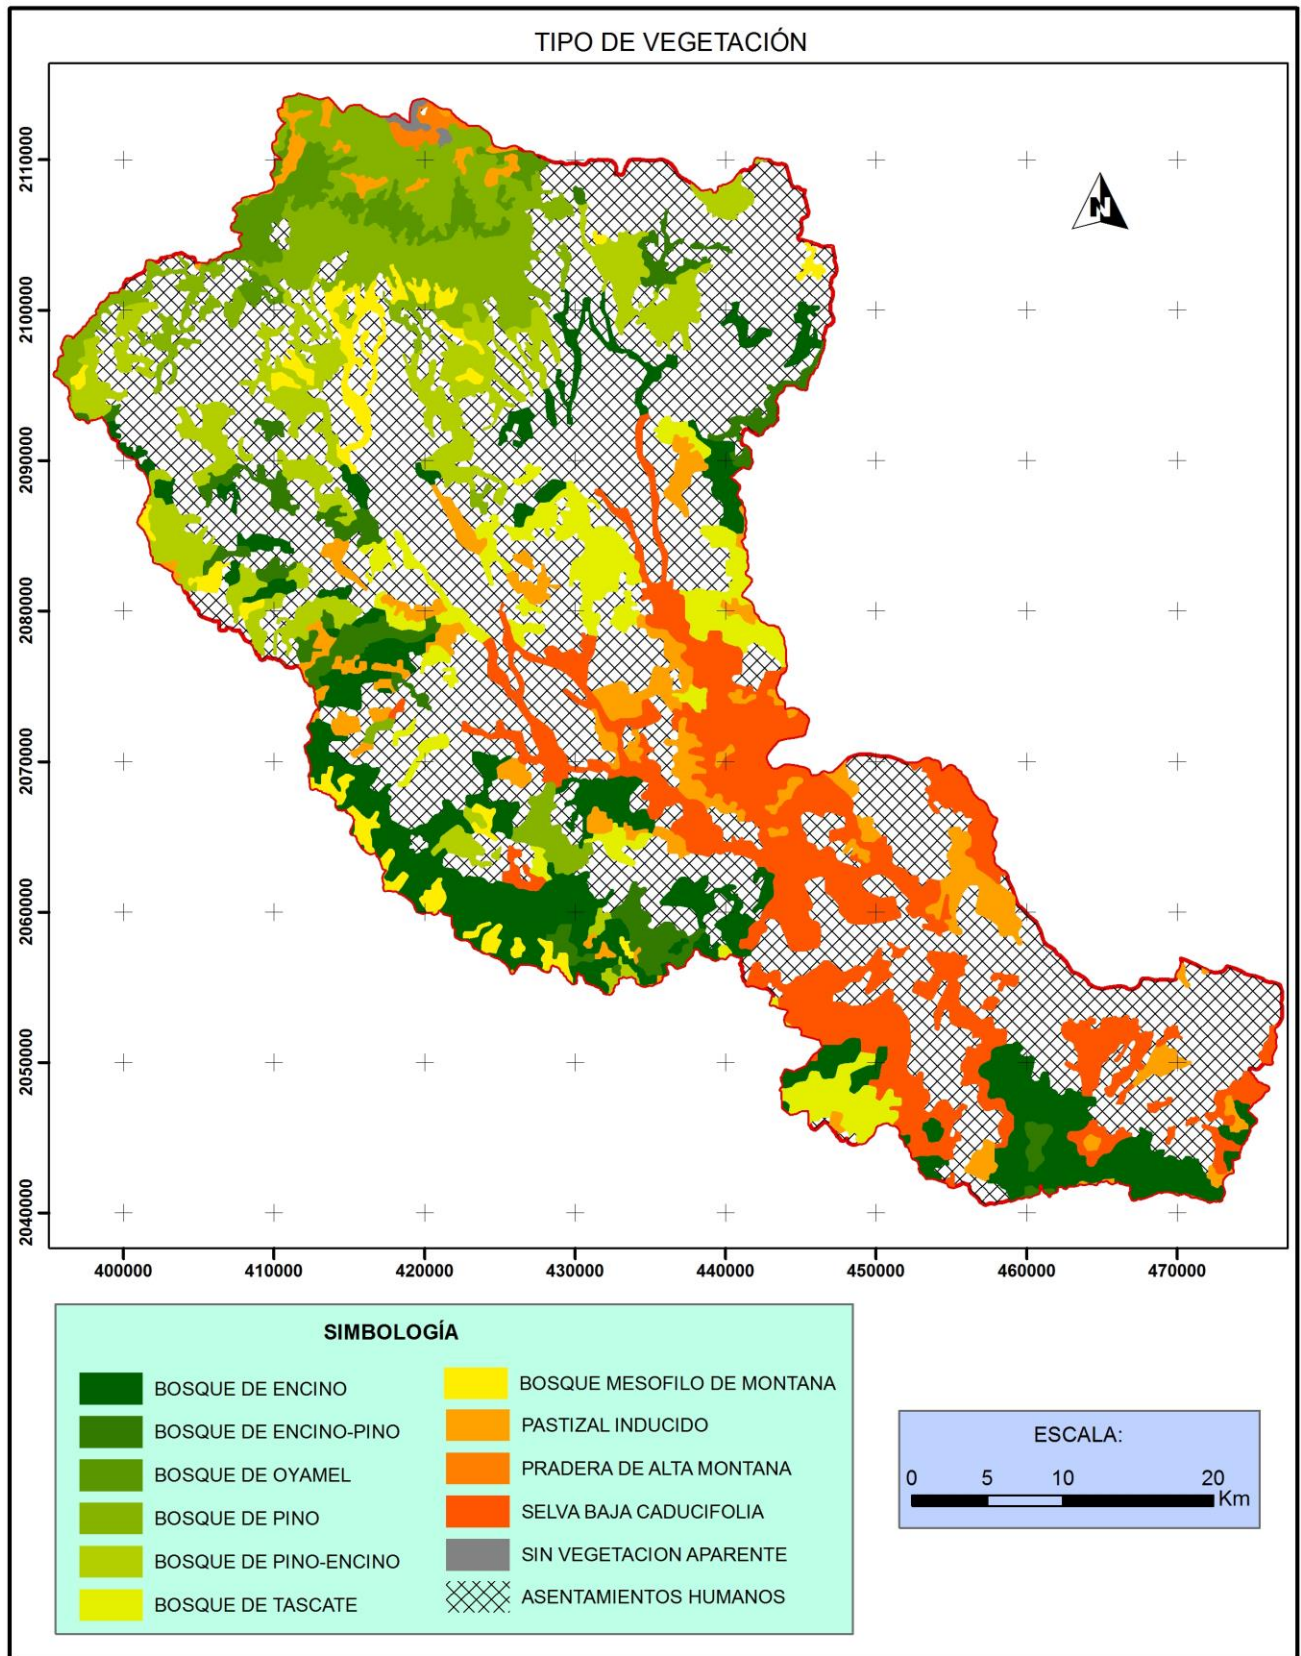 TIPO DE VEGETACIÓN
2110000
2100000
2090000
2080000
2070000
2060000
2050000
2040000
N
400000 410000 420000 430000 440000 450000 460000 470000
SIMBOLOGÍA
BOSQUE DE ENCINO
BOSQUE DE ENCINO-PINO
BOSQUE DE OYAMEL
BOSQUE DE PINO
BOSQUE DE PINO-ENCINO
BOSQUE DE TASCATE
BOSQUE MESOFILO DE MONTANA
PASTIZAL INDUCIDO
PRADERA DE ALTA MONTANA
SELVA BAJA CADUCIFOLIA
SIN VEGETACION APARENTE
ASENTAMIENTOS HUMANOS
ESCALA:
0 5 10 20
Km